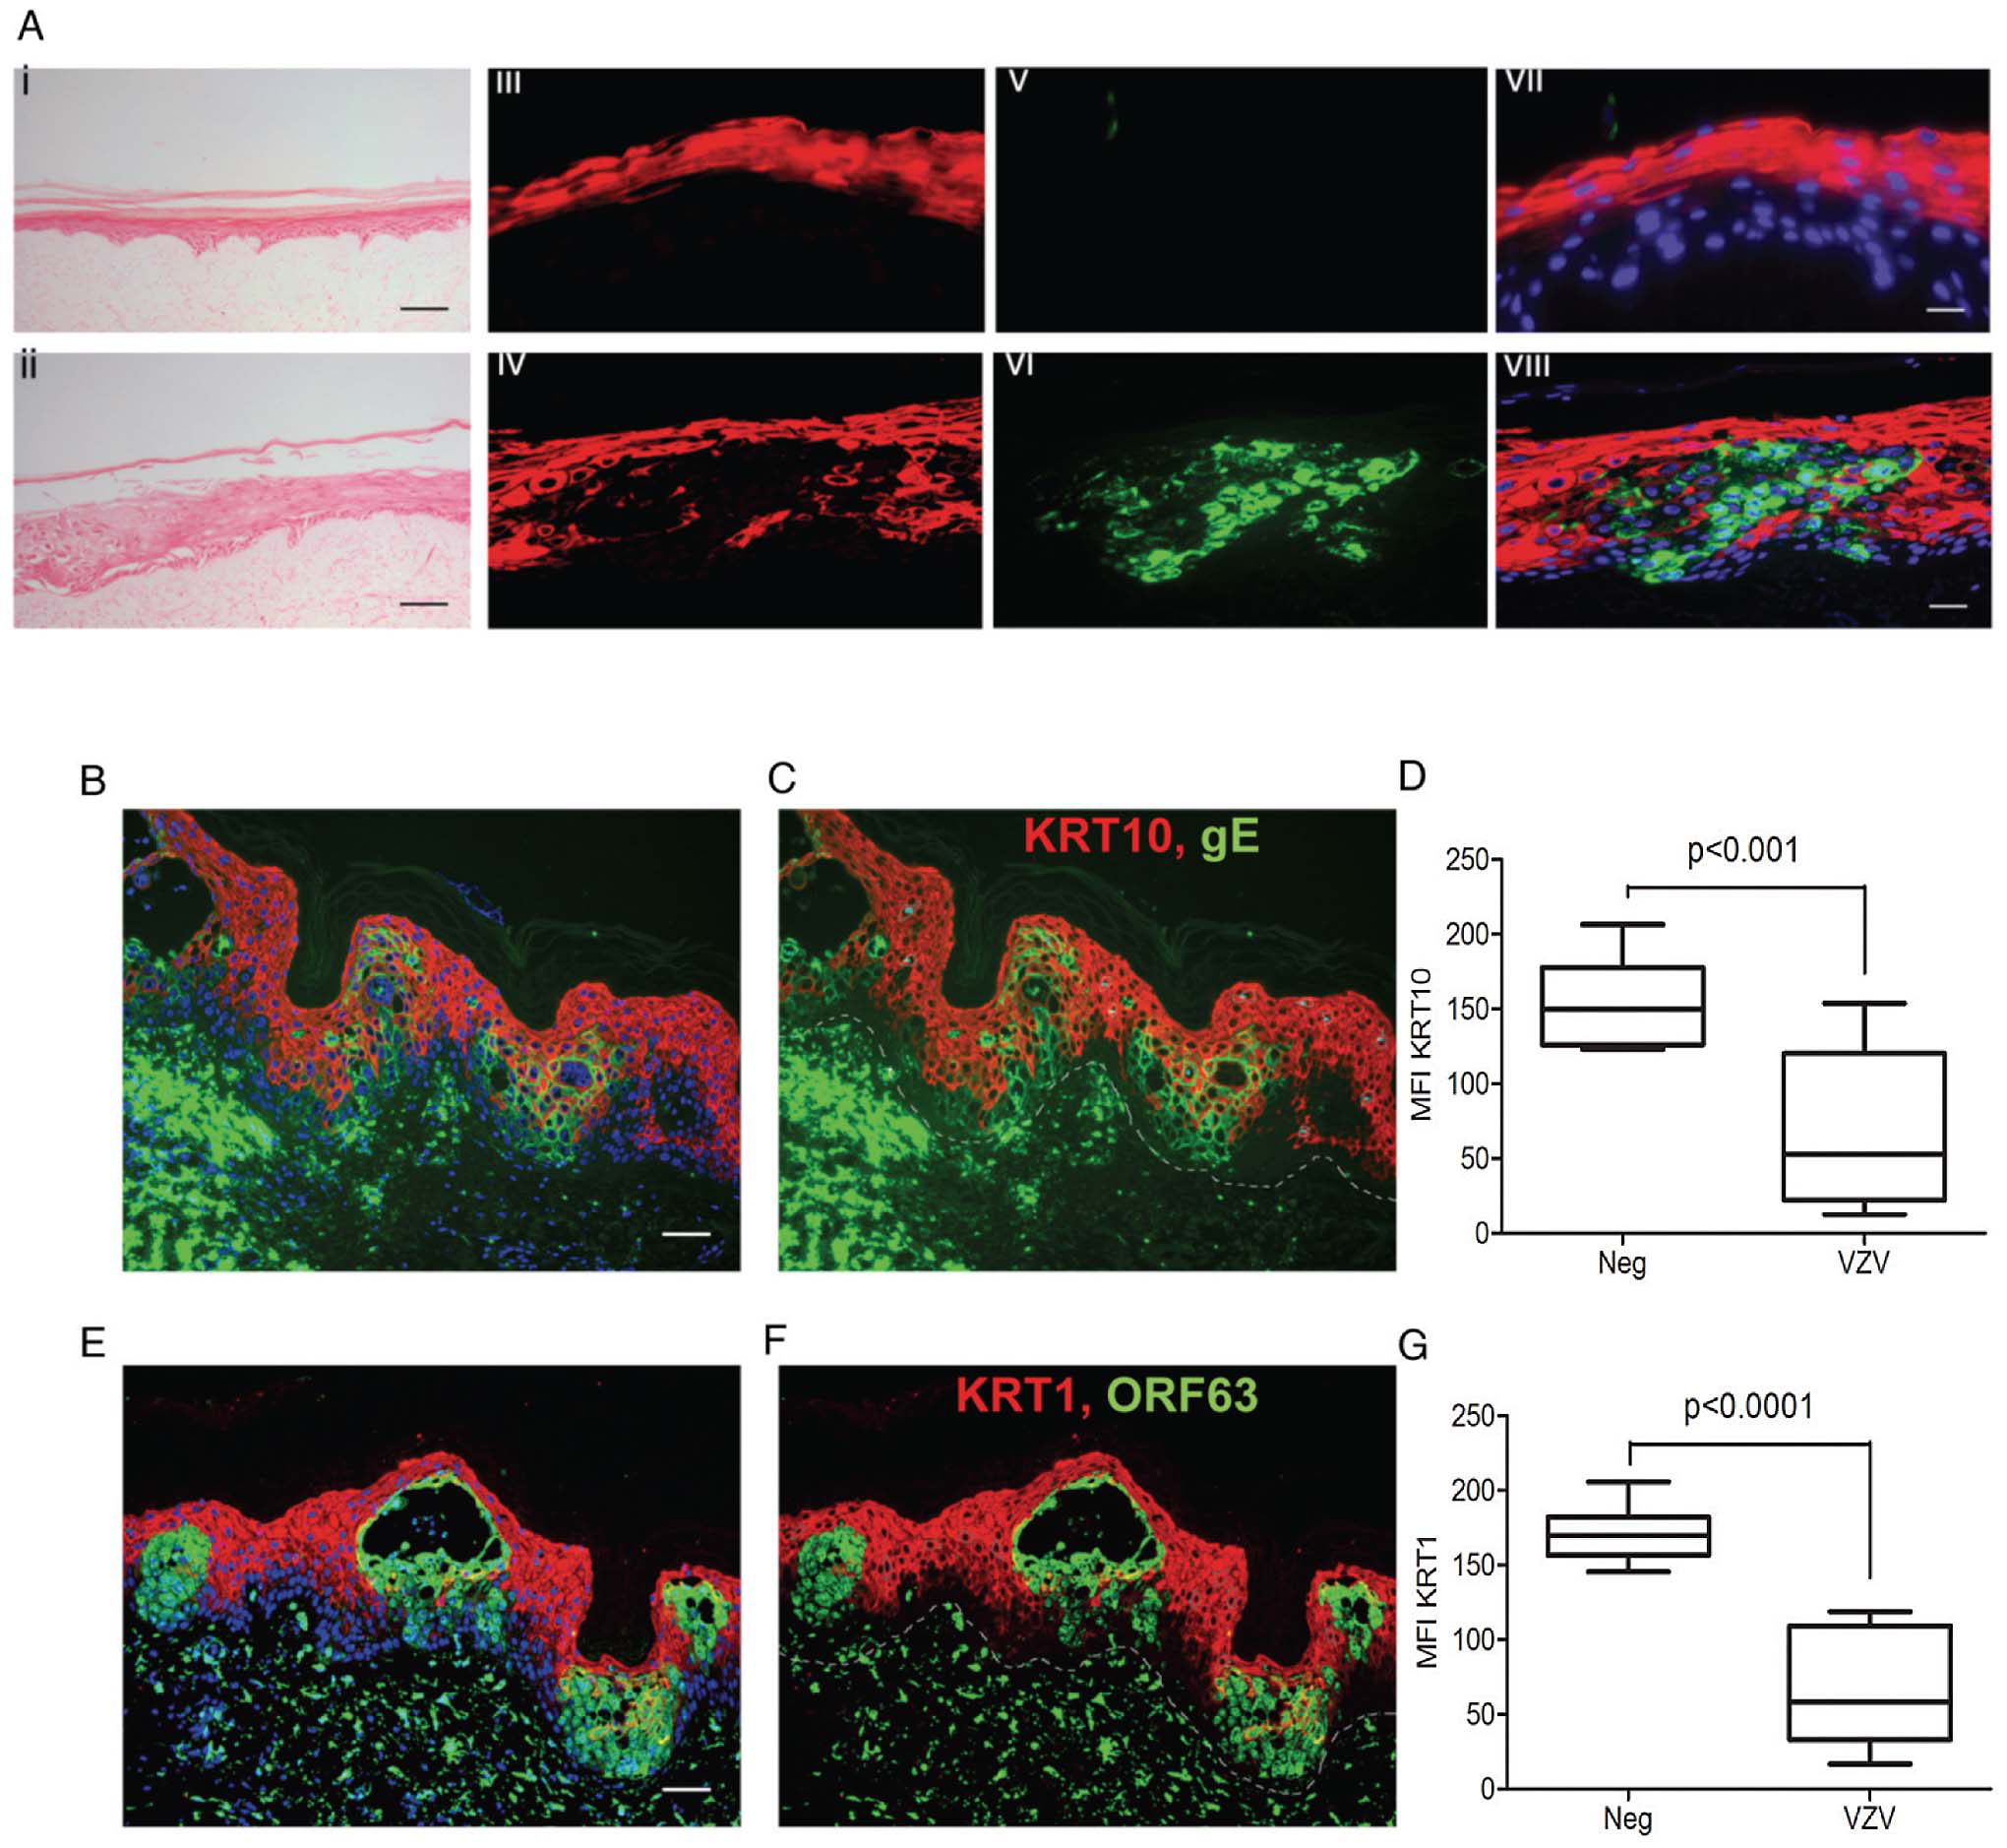 A
i
III
V
VII
ii
IV
VI
VIII
B
C
KRT10, gE
D
p<0.001
250
200
150
100
50
0
MFI KRT10
Neg
VZV
E
F
KRT1, ORF63
G
p<0.0001
250
200
150
100
50
0
MFI KRT1
Neg
VZV